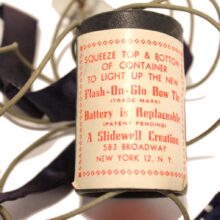 SQUEEZE TOP & BOTTOM
OF CONTAINER
TO LIGHT UP THE NEW
Flash-On-Glo Bow Tie
(TRADE MARK)
Battery is Replaceable
(PATENT PENDING)
A Slidewell Creation
583 BROADWAY
NEW YORK 12, N. Y.